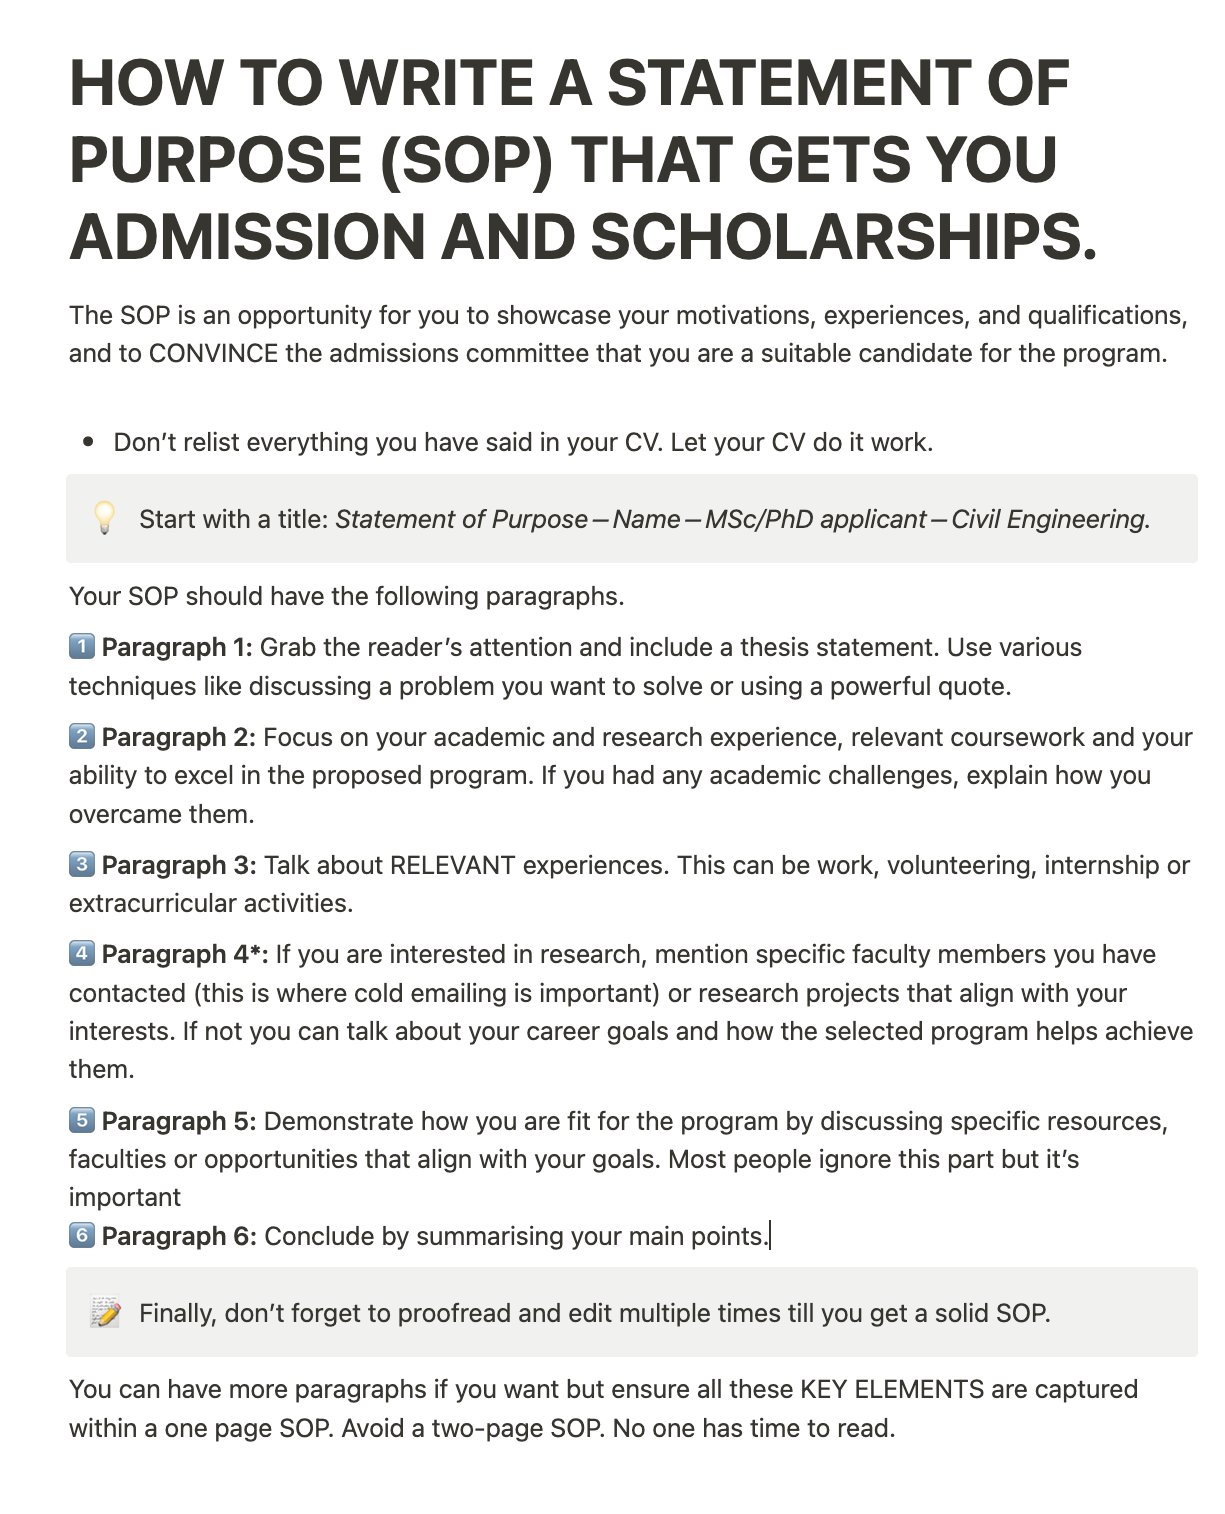 HOW TO WRITE A STATEMENT OF
PURPOSE (SOP) THAT GETS YOU
ADMISSION AND SCHOLARSHIPS.
The SOP is an opportunity for you to showcase your motivations, experiences, and qualifications,
and to CONVINCE the admissions committee that you are a suitable candidate for the program.
• Don’t relist everything you have said in your CV. Let your CV do it work.
💡 Start with a title: Statement of Purpose — Name — MSc/PhD applicant — Civil Engineering.
Your SOP should have the following paragraphs.
1️⃣ Paragraph 1: Grab the reader’s attention and include a thesis statement. Use various
techniques like discussing a problem you want to solve or using a powerful quote.
2️⃣ Paragraph 2: Focus on your academic and research experience, relevant coursework and your
ability to excel in the proposed program. If you had any academic challenges, explain how you
overcame them.
3️⃣ Paragraph 3: Talk about RELEVANT experiences. This can be work, volunteering, internship or
extracurricular activities.
4️⃣ Paragraph 4*: If you are interested in research, mention specific faculty members you have
contacted (this is where cold emailing is important) or research projects that align with your
interests. If not you can talk about your career goals and how the selected program helps achieve
them.
5️⃣ Paragraph 5: Demonstrate how you are fit for the program by discussing specific resources,
faculties or opportunities that align with your goals. Most people ignore this part but it’s
important
6️⃣ Paragraph 6: Conclude by summarising your main points.
📝 Finally, don’t forget to proofread and edit multiple times till you get a solid SOP.
You can have more paragraphs if you want but ensure all these KEY ELEMENTS are captured
within a one page SOP. Avoid a two-page SOP. No one has time to read.